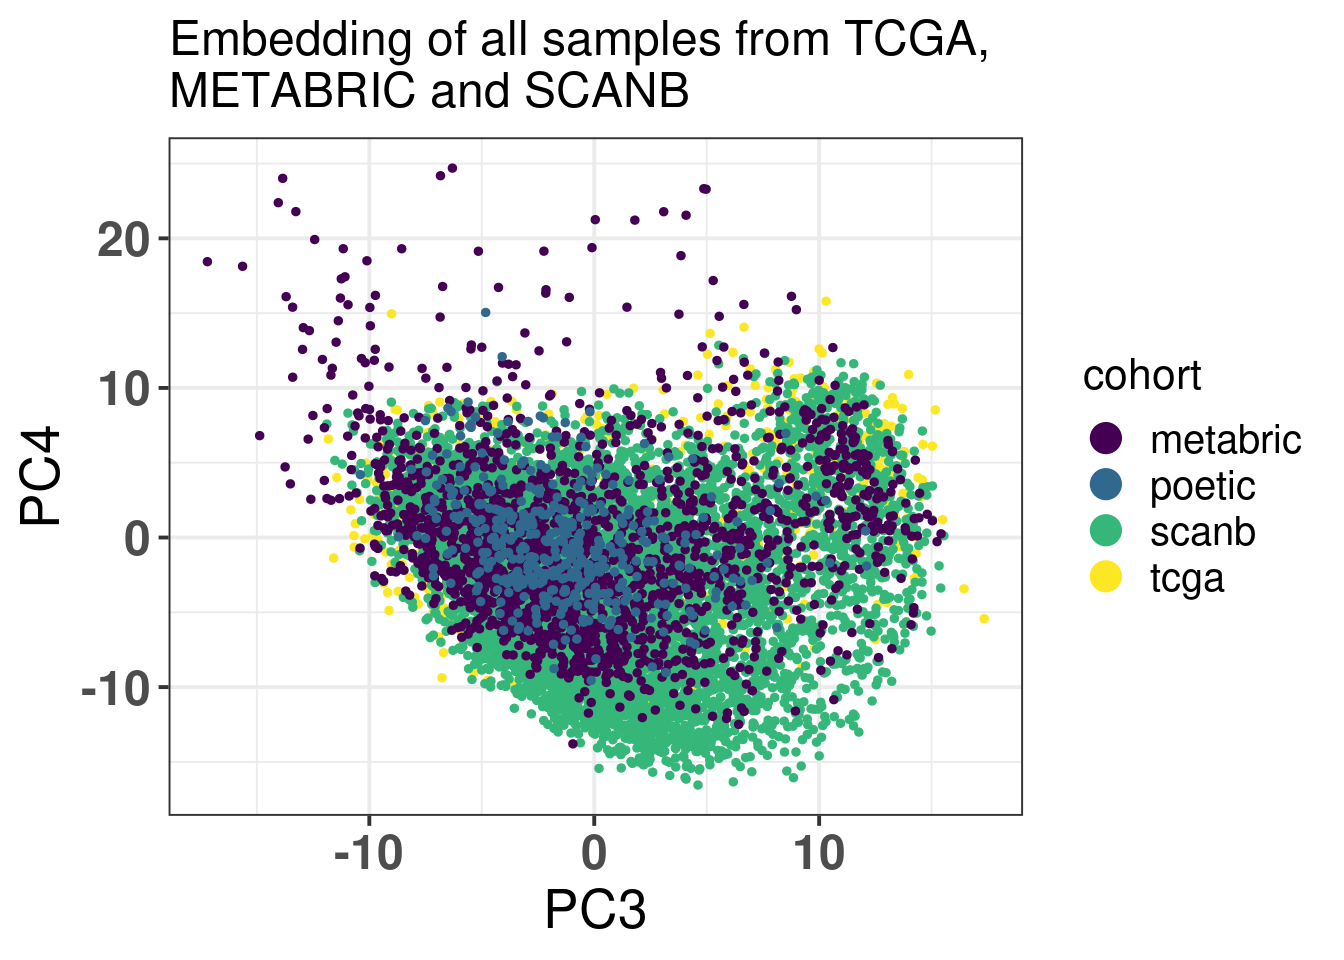 Embedding of all samples from TCGA,
METABRIC and SCANB
PC4
20
10
0
-10
-10
0
10
PC3
cohort
metabric
poetic
scanb
tcga